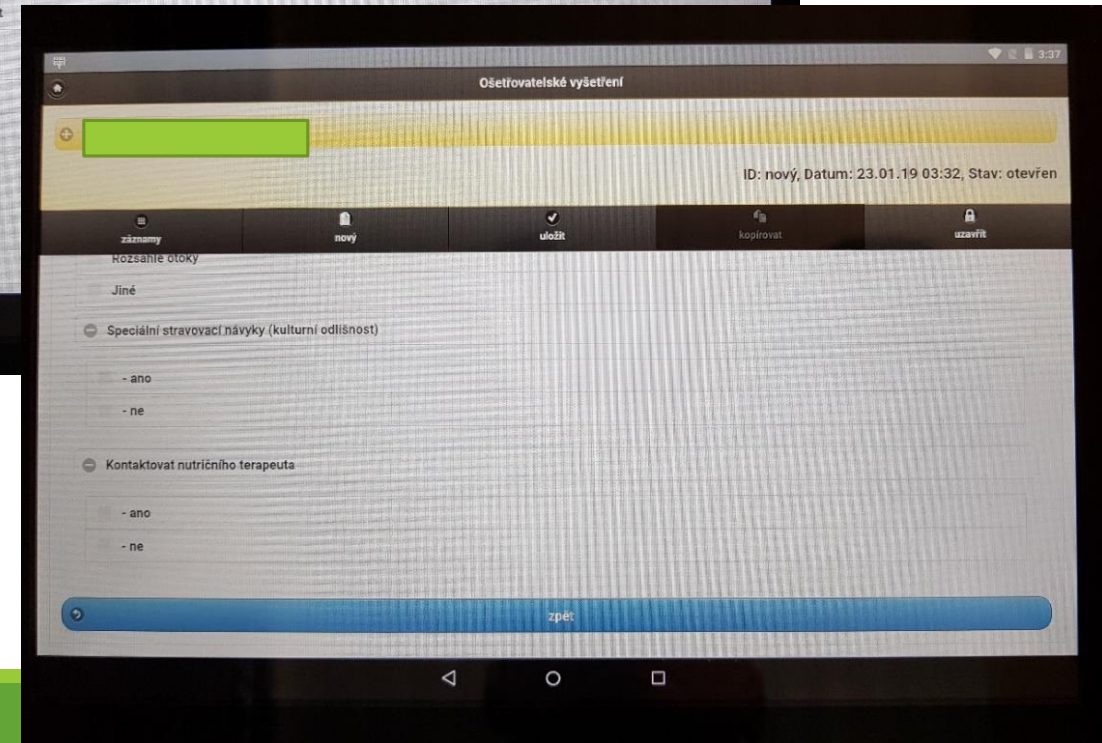 3:37
Ošetřovatelské vyšetření
ID: nový, Datum: 23.01.19 03:32, Stav: otevřen
záznamy nový uložit kopírovat uzavřít
Rozsáhlé otoky
Jiné
Speciální stravovací návyky (kulturní odlišnost)
- ano
- ne
Kontaktovat nutričního terapeuta
- ano
- ne
zpět